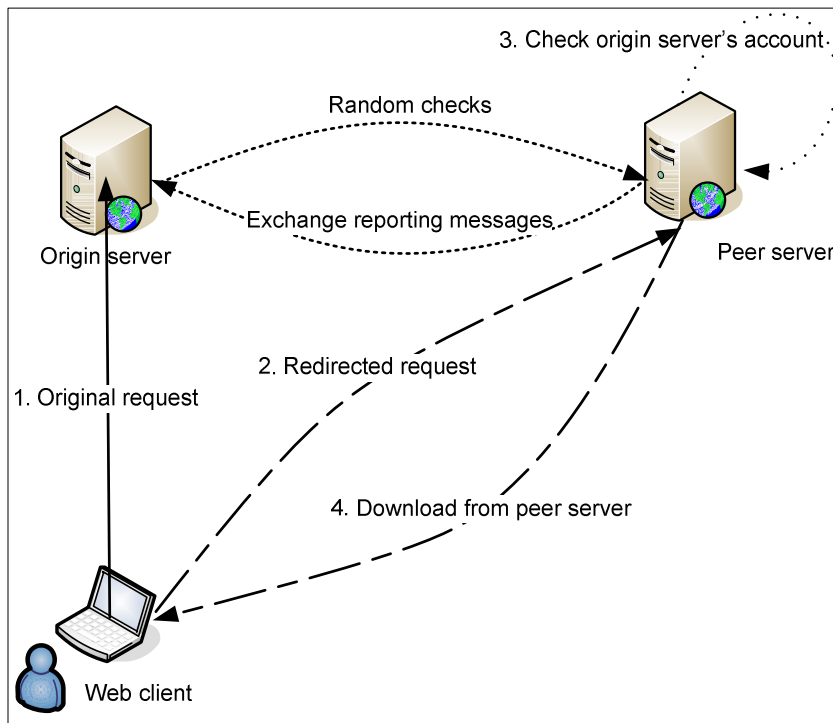 3. Check origin server’s account
Random checks
Exchange reporting messages
Origin server
Peer server
2. Redirected request
1. Original request
4. Download from peer server
Web client